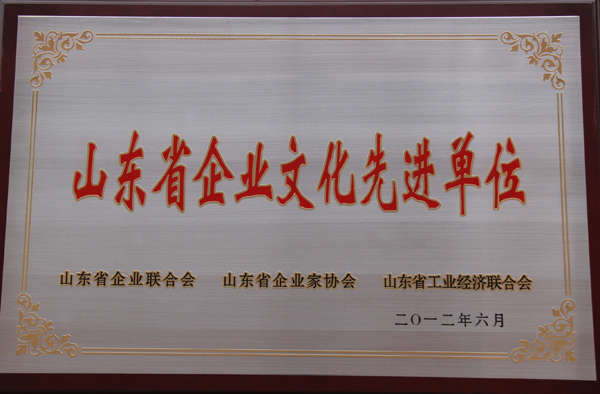 山东省企业文化先进单位
山东省企业联合会 山东省企业家协会 山东省工业经济联合会
二〇一二年六月